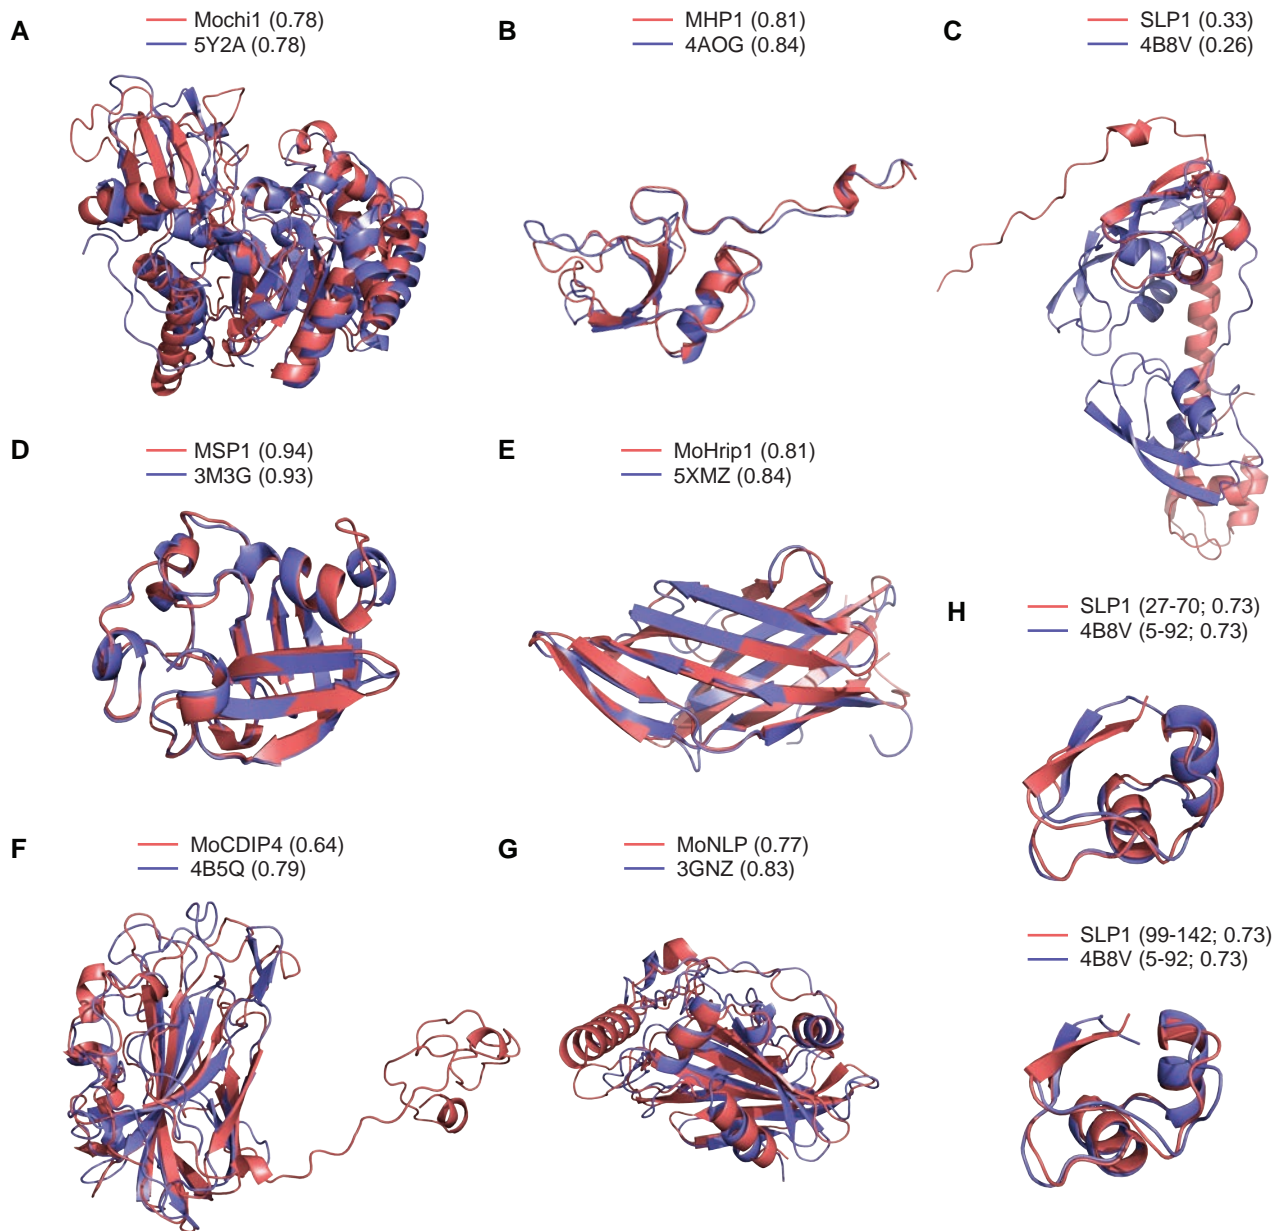 A
Mochi1 (0.78)
5Y2A (0.78)
B
MHP1 (0.81)
4AOG (0.84)
C
SLP1 (0.33)
4B8V (0.26)
D
MSP1 (0.94)
3M3G (0.93)
E
MoHrip1 (0.81)
5XMZ (0.84)
F
MoCDIP4 (0.64)
4B5Q (0.79)
G
MoNLP (0.77)
3GNZ (0.83)
H
SLP1 (27-70; 0.73)
4B8V (5-92; 0.73)
SLP1 (99-142; 0.73)
4B8V (5-92; 0.73)